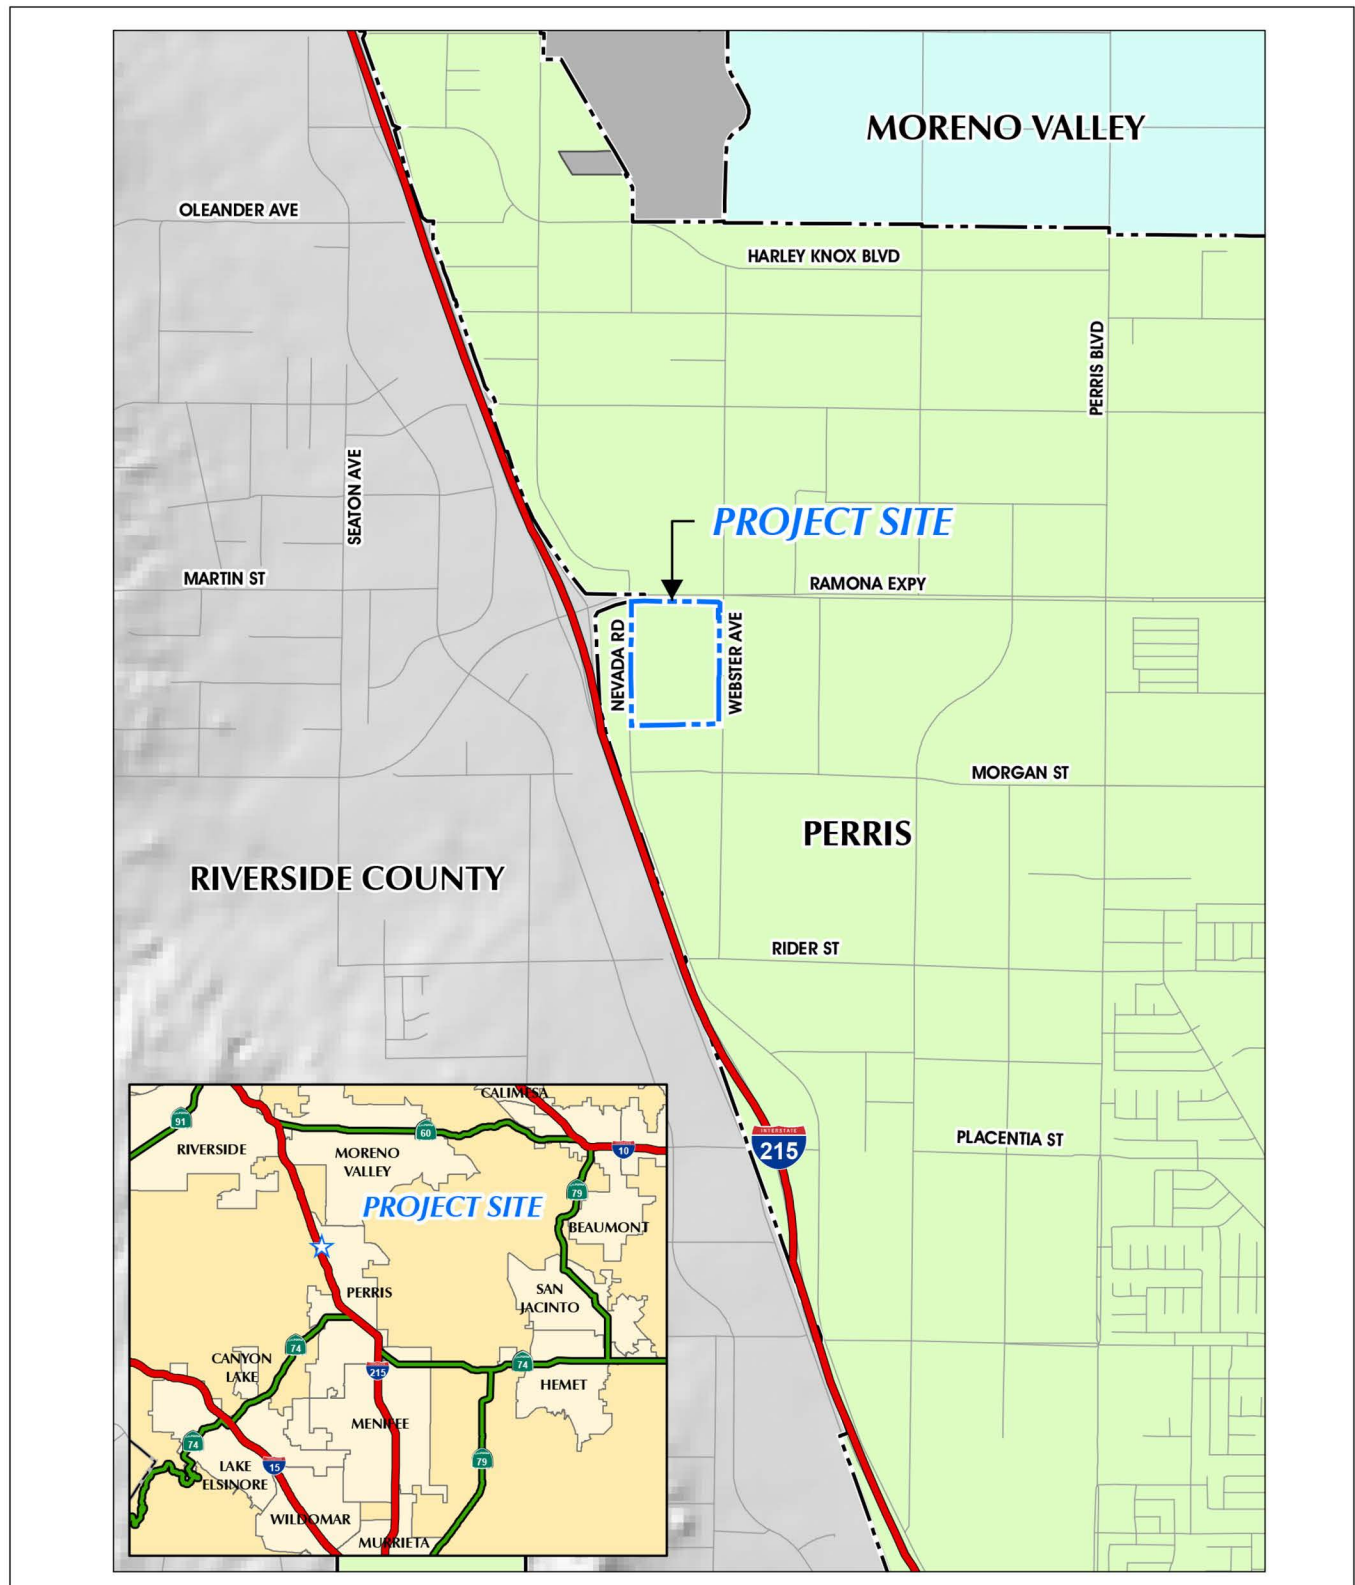 MORENO VALLEY
OLEANDER AVE
HARLEY KNOX BLVD
PERRIS BLVD
SEATON AVE
PROJECT SITE
MARTIN ST
RAMONA EXPY
NEVADA RD
WEBSTER AVE
MORGAN ST
PERRIS
RIVERSIDE COUNTY
RIDER ST
INTERSTATE
215
PLACENTIA ST
CALIMESA
91
60
RIVERSIDE
MORENO
VALLEY
10
79
PROJECT SITE
BEAUMONT
PERRIS
SAN
JACINTO
74
CANYON
LAKE
215
74
HEMET
MENIFEE
74
79
LAKE
ELSINORE
15
WILDOMAR
MURRIETA